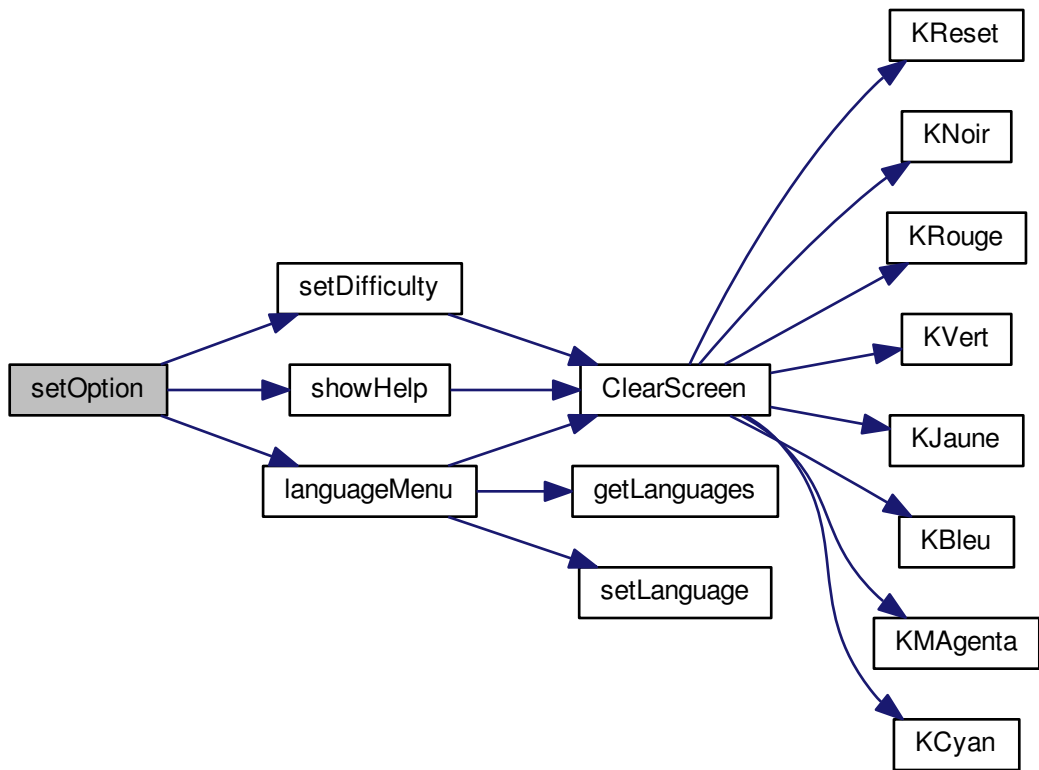 setOption
setDifficulty
showHelp
languageMenu
ClearScreen
getLanguages
setLanguage
KReset
KNoir
KRouge
KVert
KJaune
KBleu
KMAgenta
KCyan